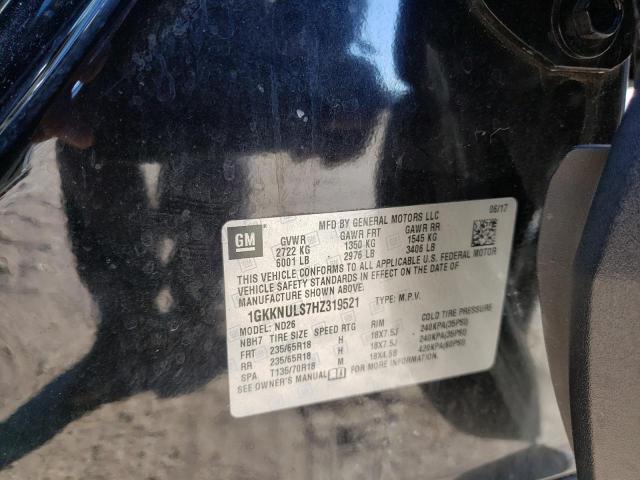 GM
MFD BY GENERAL MOTORS LLC
06/17
GVWR GAWR FRT GAWR RR
2722 KG 1350 KG 1545 KG
6001 LB 2976 LB 3406 LB
THIS VEHICLE CONFORMS TO ALL APPLICABLE U.S. FEDERAL MOTOR
VEHICLE SAFETY STANDARDS IN EFFECT ON THE DATE OF
MANUFACTURE SHOWN ABOVE.
1GKKNULS7HZ319521 TYPE: M.P.V.
MODEL: ND26
NBH7 TIRE SIZE SPEED RTG RIM COLD TIRE PRESSURE
FRT 235/65R18 H 18X7.5J 240KPA(35PSI)
RR 235/65R18 H 18X7.5J 240KPA(35PSI)
SPA T135/70R18 M 18X4.5B 420KPA(60PSI)
SEE OWNER'S MANUAL FOR MORE INFORMATION.